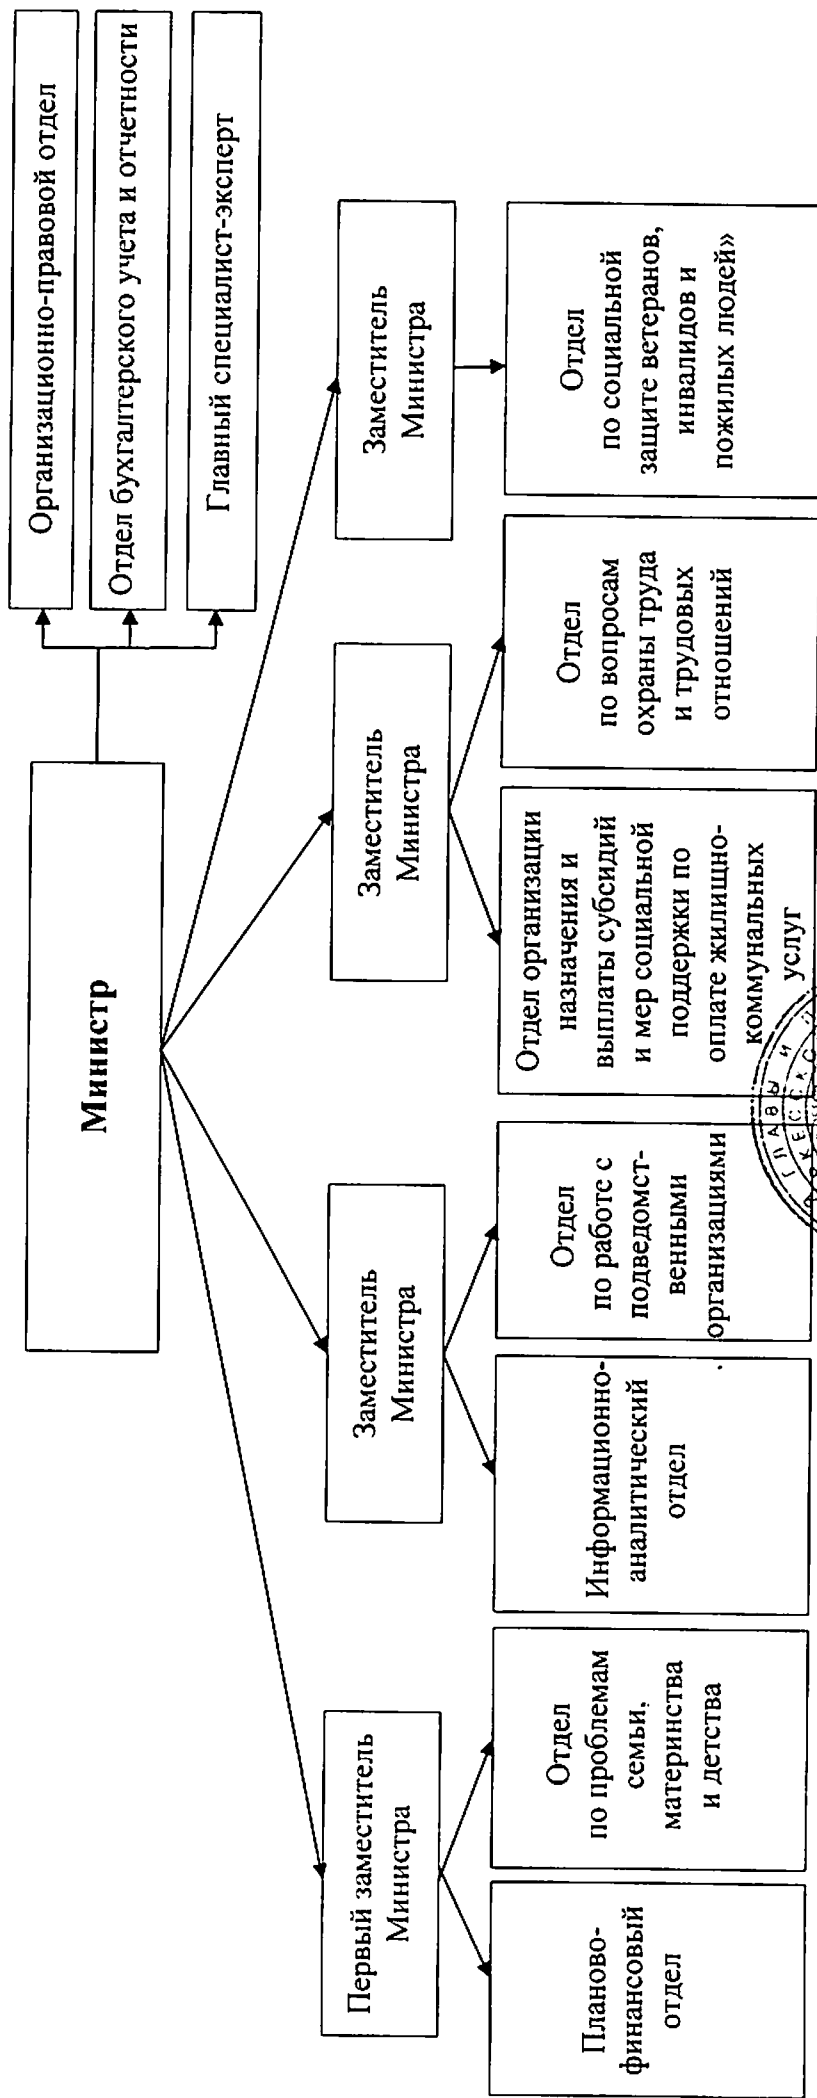 Организационно-правовой отдел
Отдел бухгалтерского учета и отчетности
Главный специалист-эксперт
Министр
Первый заместитель
Министра
Заместитель
Министра
Заместитель
Министра
Заместитель
Министра
Планово-
финансовый
отдел
Отдел
по проблемам
семьи,
материнства
и детства
Информационно-
аналитический
отдел
Отдел
по работе с
подведомст-
венными
организациями
Отдел организации
назначения и
выплаты субсидий
и мер социальной
поддержки по
оплате жилищно-
коммунальных
услуг
Отдел
по вопросам
охраны труда
и трудовых
отношений
Отдел
по социальной
защите ветеранов,
инвалидов и
пожилых людей»
ГЛАВЫ И